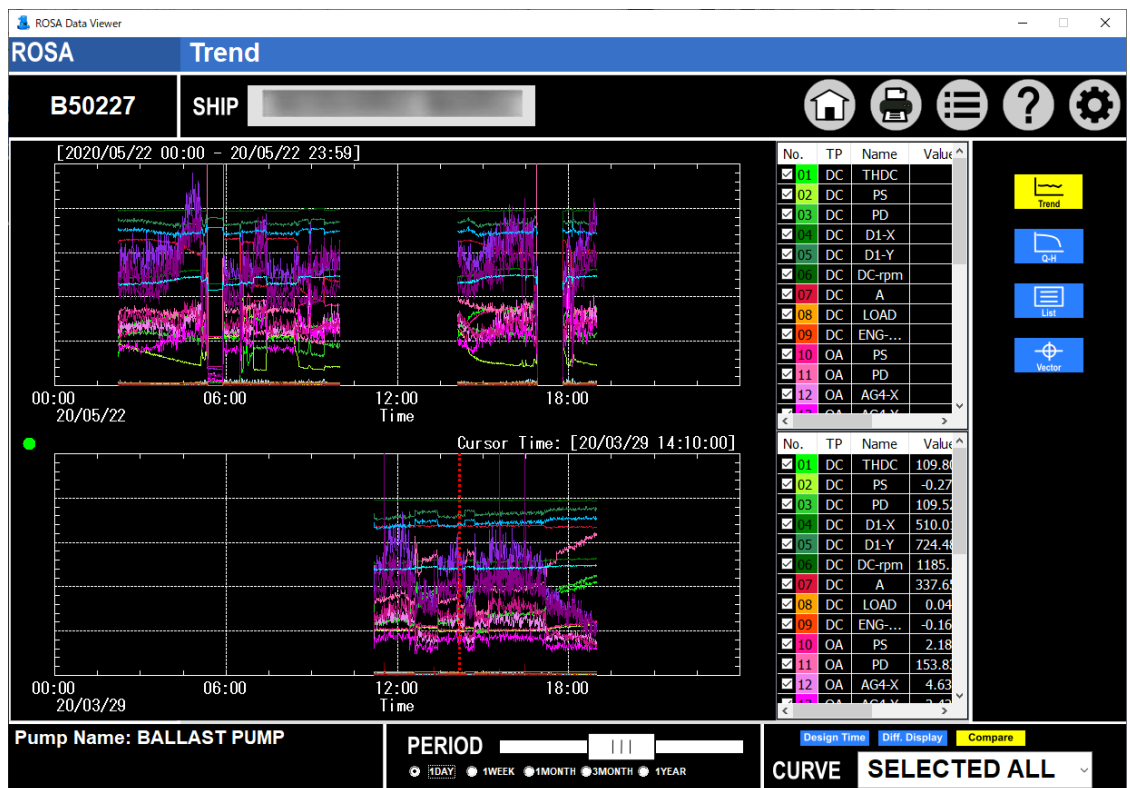 ROSA Data Viewer
ROSA Trend
B50227 SHIP
[2020/05/22 00:00 - 20/05/22 23:59]
00:00 06:00 12:00 18:00
20/05/22 Time
No. TP Name Value
01 DC THDC
02 DC PS
03 DC PD
04 DC D1-X
05 DC D1-Y
06 DC DC-rpm
07 DC A
08 DC LOAD
09 DC ENG-...
10 OA PS
11 OA PD
12 OA AG4-X
Trend
Q-H
List
Vector
Cursor Time: [20/03/29 14:10:00]
00:00 06:00 12:00 18:00
20/03/29 Time
No. TP Name Value
01 DC THDC 109.80
02 DC PS -0.27
03 DC PD 109.52
04 DC D1-X 510.01
05 DC D1-Y 724.48
06 DC DC-rpm 1185.
07 DC A 337.65
08 DC LOAD 0.04
09 DC ENG-... -0.16
10 OA PS 2.18
11 OA PD 153.82
12 OA AG4-X 4.63
Pump Name: BALLAST PUMP
PERIOD
1DAY 1WEEK 1MONTH 3MONTH 1YEAR
Design Time Diff. Display Compare
CURVE SELECTED ALL